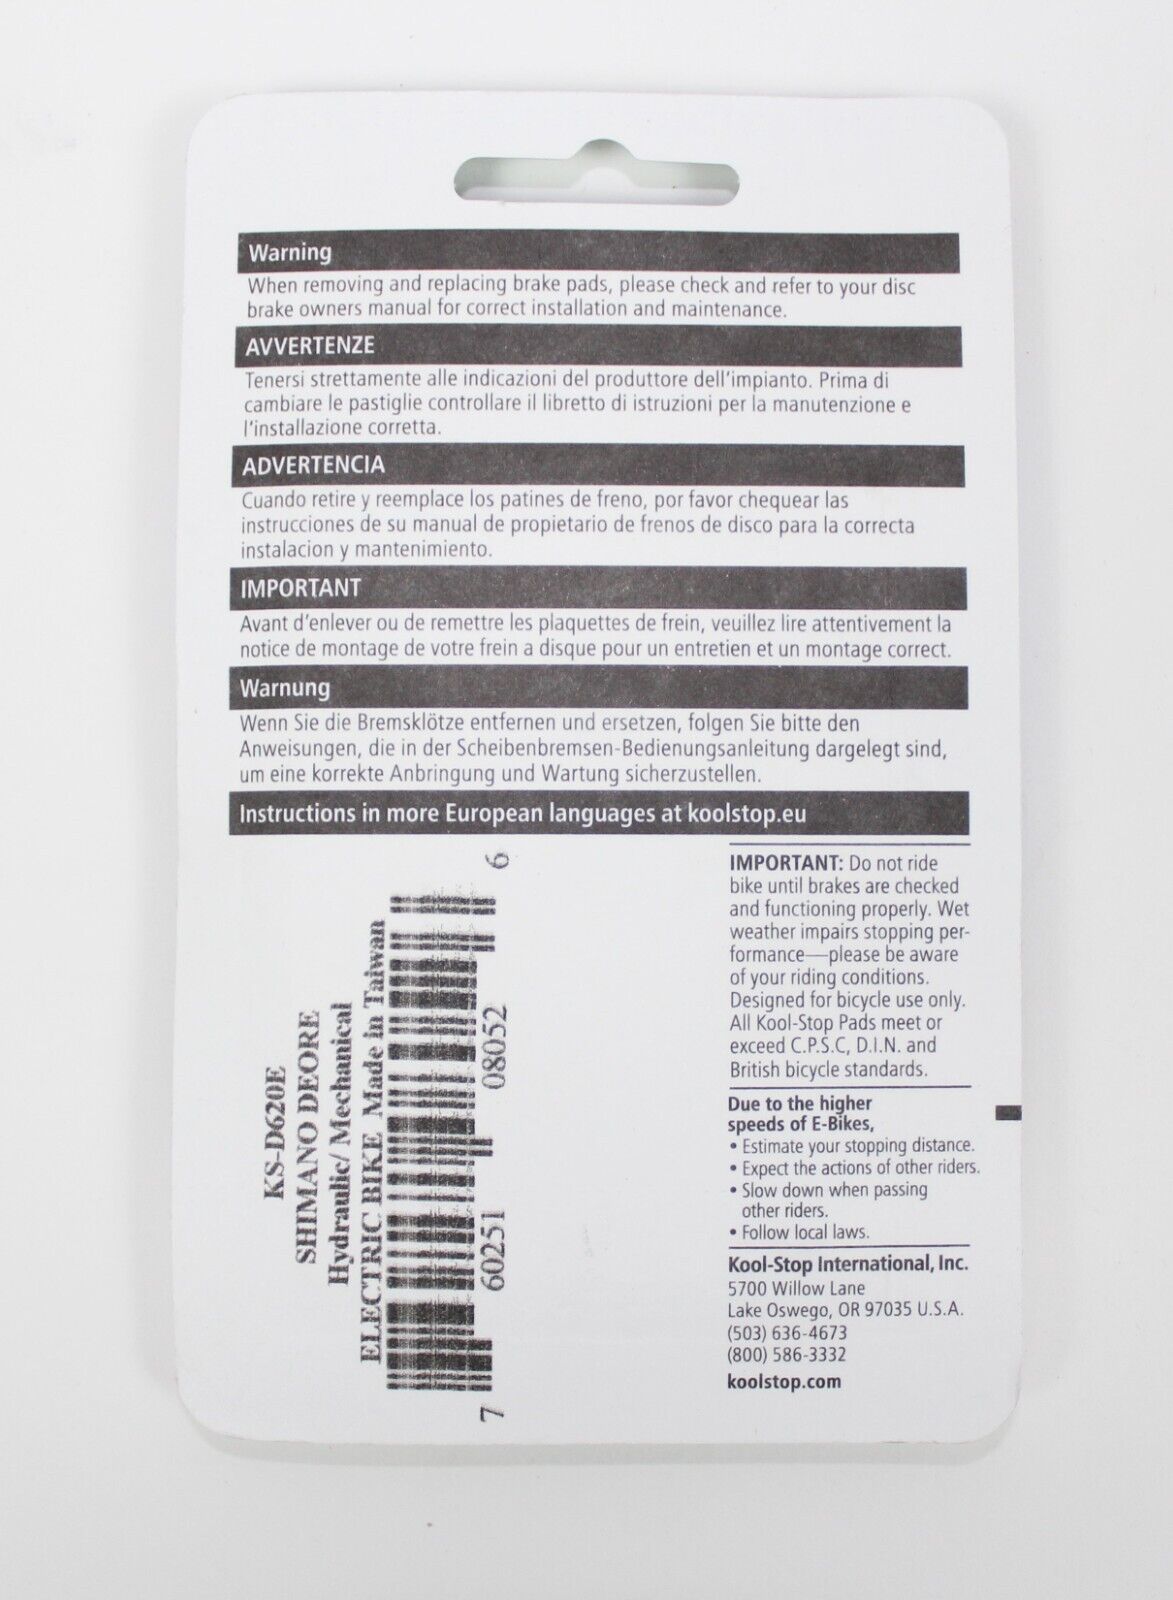 Warning
When removing and replacing brake pads, please check and refer to your disc
brake owners manual for correct installation and maintenance.
AVVERTENZE
Tenersi strettamente alle indicazioni del produttore dell'impianto. Prima di
cambiare le pastiglie controllare il libretto di istruzioni per la manutenzione e
l'installazione corretta.
ADVERTENCIA
Cuando retire y reemplace los patines de freno, por favor chequear las
instrucciones de su manual de propietario de frenos de disco para la correcta
instalacion y mantenimiento.
IMPORTANT
Avant d'enlever ou de remettre les plaquettes de frein, veuillez lire attentivement la
notice de montage de votre frein a disque pour un entretien et un montage correct.
Warnung
Wenn Sie die Bremsklötze entfernen und ersetzen, folgen Sie bitte den
Anweisungen, die in der Scheibenbremsen-Bedienungsanleitung dargelegt sind,
um eine korrekte Anbringung und Wartung sicherzustellen.
Instructions in more European languages at koolstop.eu
KS-D620E
SHIMANO DEORE
Hydraulic/ Mechanical
ELECTRIC BIKE Made in Taiwan
7 60251 08052 6
IMPORTANT: Do not ride
bike until brakes are checked
and functioning properly. Wet
weather impairs stopping per-
formance—please be aware
of your riding conditions.
Designed for bicycle use only.
All Kool-Stop Pads meet or
exceed C.P.S.C, D.I.N. and
British bicycle standards.
Due to the higher
speeds of E-Bikes,
• Estimate your stopping distance.
• Expect the actions of other riders.
• Slow down when passing
other riders.
• Follow local laws.
Kool-Stop International, Inc.
5700 Willow Lane
Lake Oswego, OR 97035 U.S.A.
(503) 636-4673
(800) 586-3332
koolstop.com